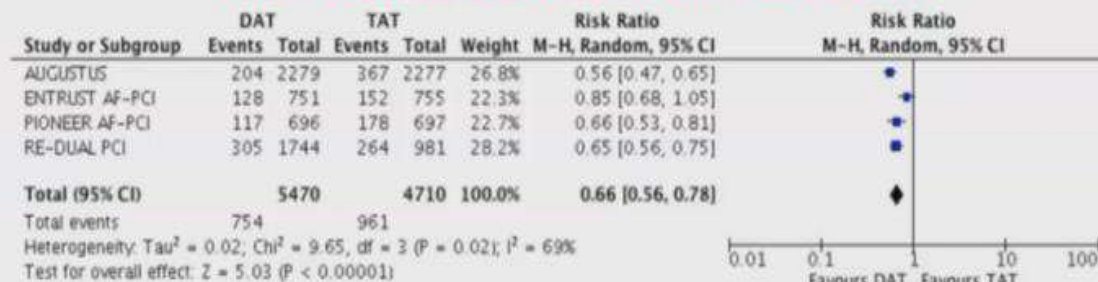 DAT TAT Risk Ratio Risk Ratio
Study or Subgroup Events Total Events Total Weight M-H, Random, 95% CI M-H, Random, 95% CI
AUGUSTUS 204 2279 367 2277 26.8% 0.56 [0.47, 0.65]
ENTRUST AF-PCI 128 751 152 755 22.3% 0.85 [0.68, 1.05]
PIONEER AF-PCI 117 696 178 697 22.7% 0.66 [0.53, 0.81]
RE-DUAL PCI 305 1744 264 981 28.2% 0.65 [0.56, 0.75]
Total (95% CI) 5470 4710 100.0% 0.66 [0.56, 0.78]
Total events 754 961
Heterogeneity: Tau² = 0.02; Chi² = 9.65, df = 3 (P = 0.02); I² = 69%
Test for overall effect: Z = 5.03 (P < 0.00001)
0.01 0.1 1 10 100
Favours DAT Favours TAT